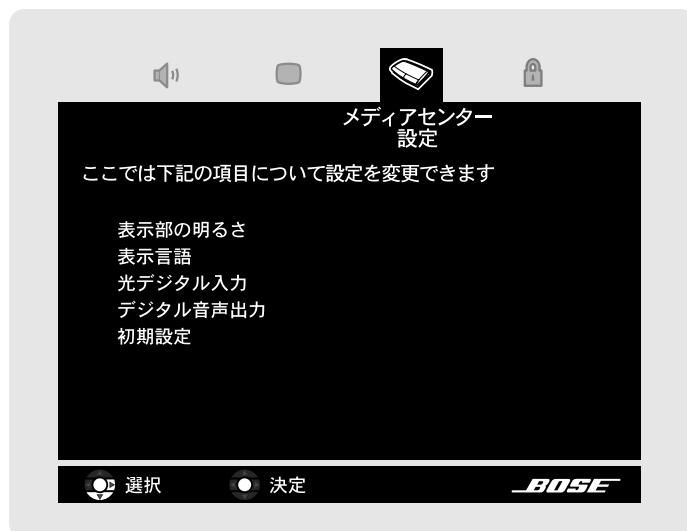 メディアセンター
設定
ここでは下記の項目について設定を変更できます
表示部の明るさ
表示言語
光デジタル入力
デジタル音声出力
初期設定
選択 決定 BOSE